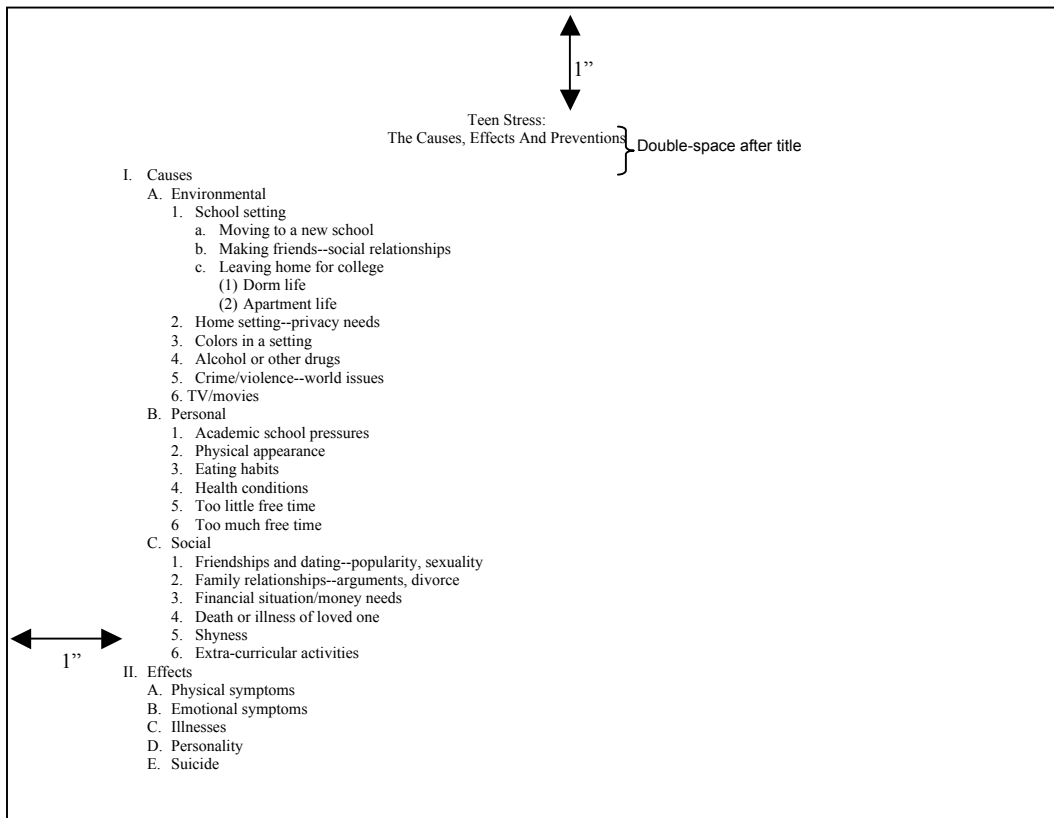 1”
Teen Stress:
The Causes, Effects And Preventions
Double-space after title
I. Causes
A. Environmental
1. School setting
a. Moving to a new school
b. Making friends--social relationships
c. Leaving home for college
(1) Dorm life
(2) Apartment life
2. Home setting--privacy needs
3. Colors in a setting
4. Alcohol or other drugs
5. Crime/violence--world issues
6. TV/movies
B. Personal
1. Academic school pressures
2. Physical appearance
3. Eating habits
4. Health conditions
5. Too little free time
6 Too much free time
C. Social
1. Friendships and dating--popularity, sexuality
2. Family relationships--arguments, divorce
3. Financial situation/money needs
4. Death or illness of loved one
5. Shyness
6. Extra-curricular activities
1”
II. Effects
A. Physical symptoms
B. Emotional symptoms
C. Illnesses
D. Personality
E. Suicide